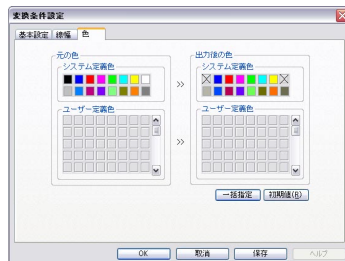 変換条件設定
基本設定 線幅 色
元の色
システム定義色
ユーザー定義色
>>
>>
出力後の色
システム定義色
ユーザー定義色
一括指定 初期値(R)
OK 取消 保存 ヘルプ